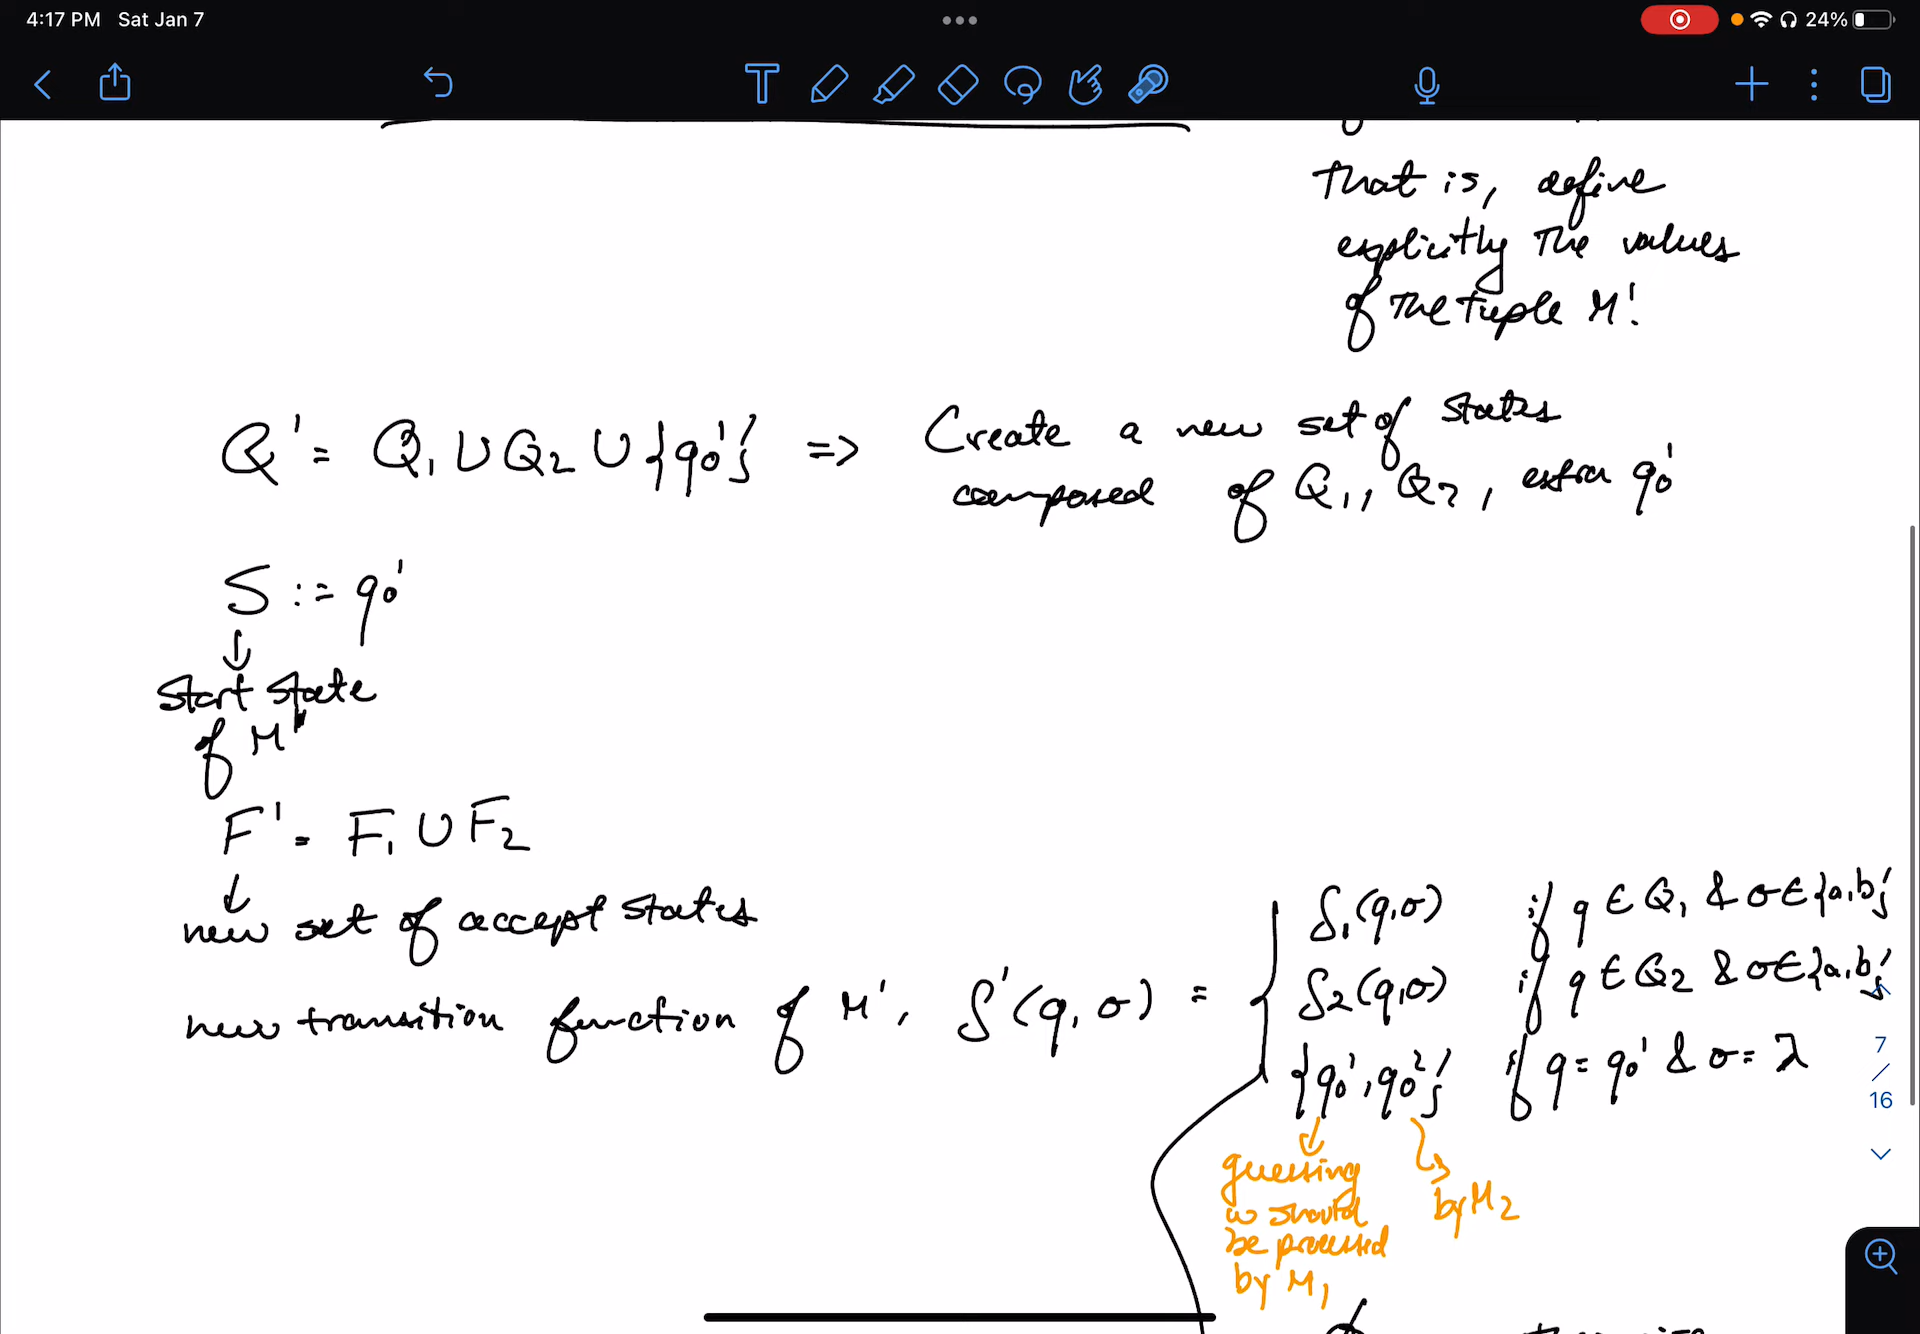 4:17 PM Sat Jan 7
24%
that is, define
explicitly the values
of the tuple M'.
Q' = Q₁ ∪ Q₂ ∪ {q₀'} => Create a new set of states
composed of Q₁, Q₂, extra q₀'
S := q₀'
↓
start state
of M'
F' = F₁ ∪ F₂
↓
new set of accept states
new transition function of M', δ'(q, σ) =
δ₁(q,σ) if q ∈ Q₁ & σ∈{a,b}
δ₂(q,σ) if q ∈ Q₂ & σ∈{a,b}
{q₀¹, q₀²} if q = q₀' & σ = λ
guessing
w should
be processed
by M₁
by M₂
7
/
16